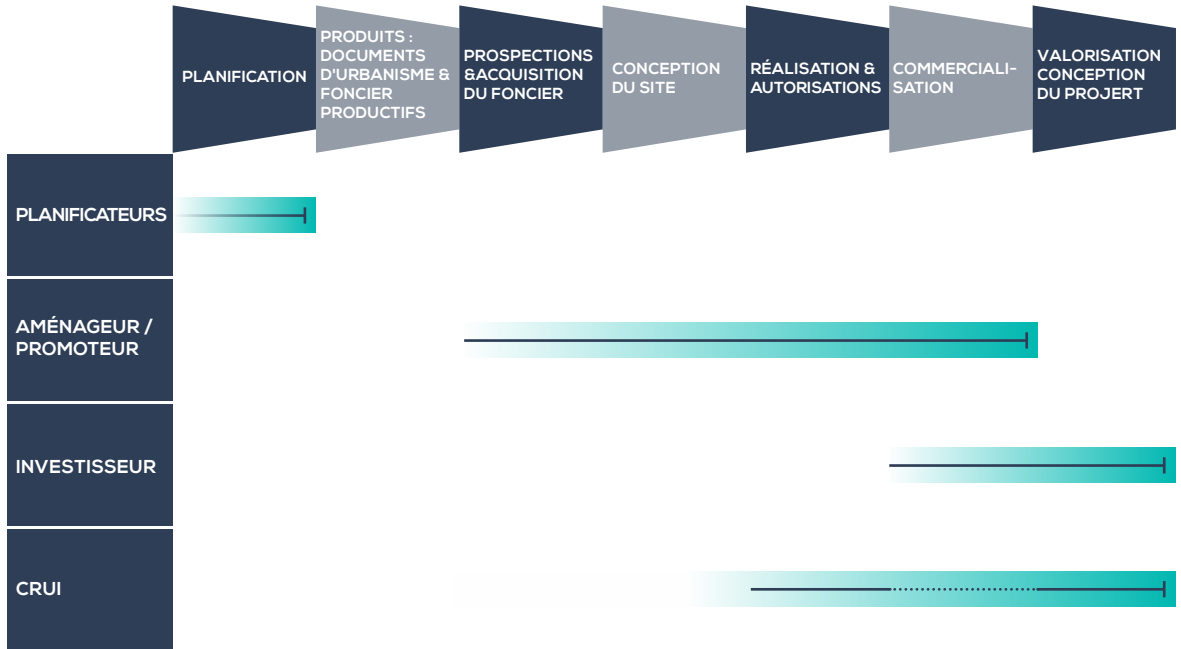 PLANIFICATION
PRODUITS :
DOCUMENTS
D'URBANISME &
FONCIER
PRODUCTIFS
PROSPECTIONS
&ACQUISITION
DU FONCIER
CONCEPTION
DU SITE
RÉALISATION &
AUTORISATIONS
COMMERCIALI-
SATION
VALORISATION
CONCEPTION
DU PROJERT
PLANIFICATEURS
AMÉNAGEUR /
PROMOTEUR
INVESTISSEUR
CRUI